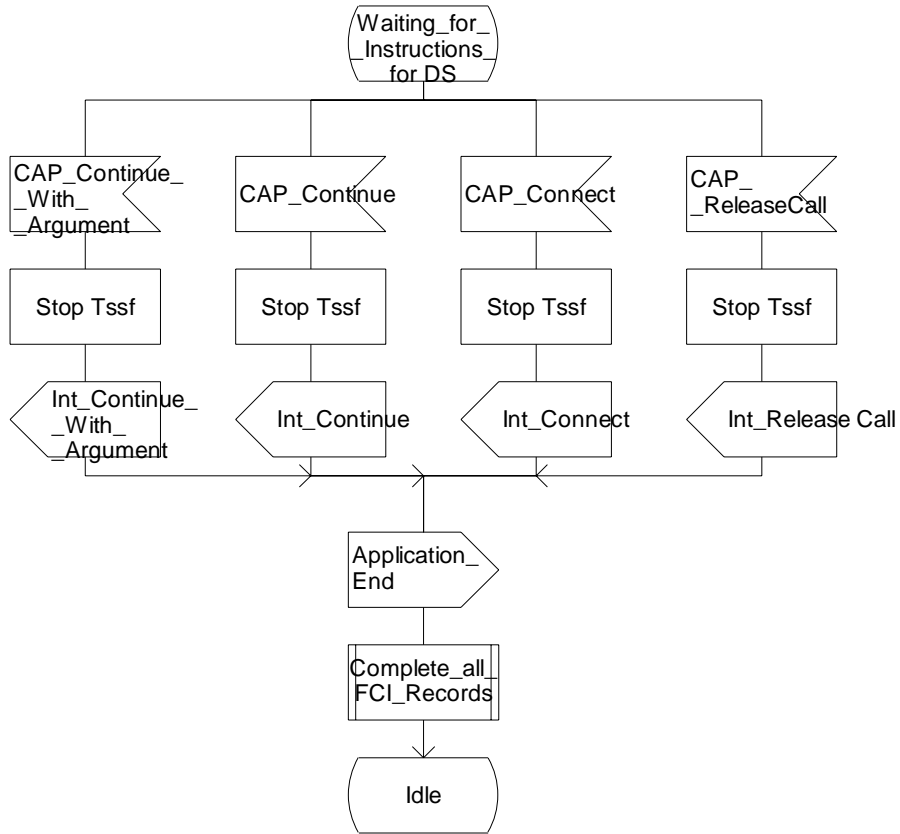 Waiting_for_
_Instructions_
for DS
CAP_Continue_
_With_
_Argument
CAP_Continue
CAP_Connect
CAP_
_ReleaseCall
Stop Tssf
Stop Tssf
Stop Tssf
Stop Tssf
Int_Continue_
_With_
_Argument
Int_Continue
Int_Connect
Int_Release Call
Application_
End
Complete_all_
FCI_Records
Idle